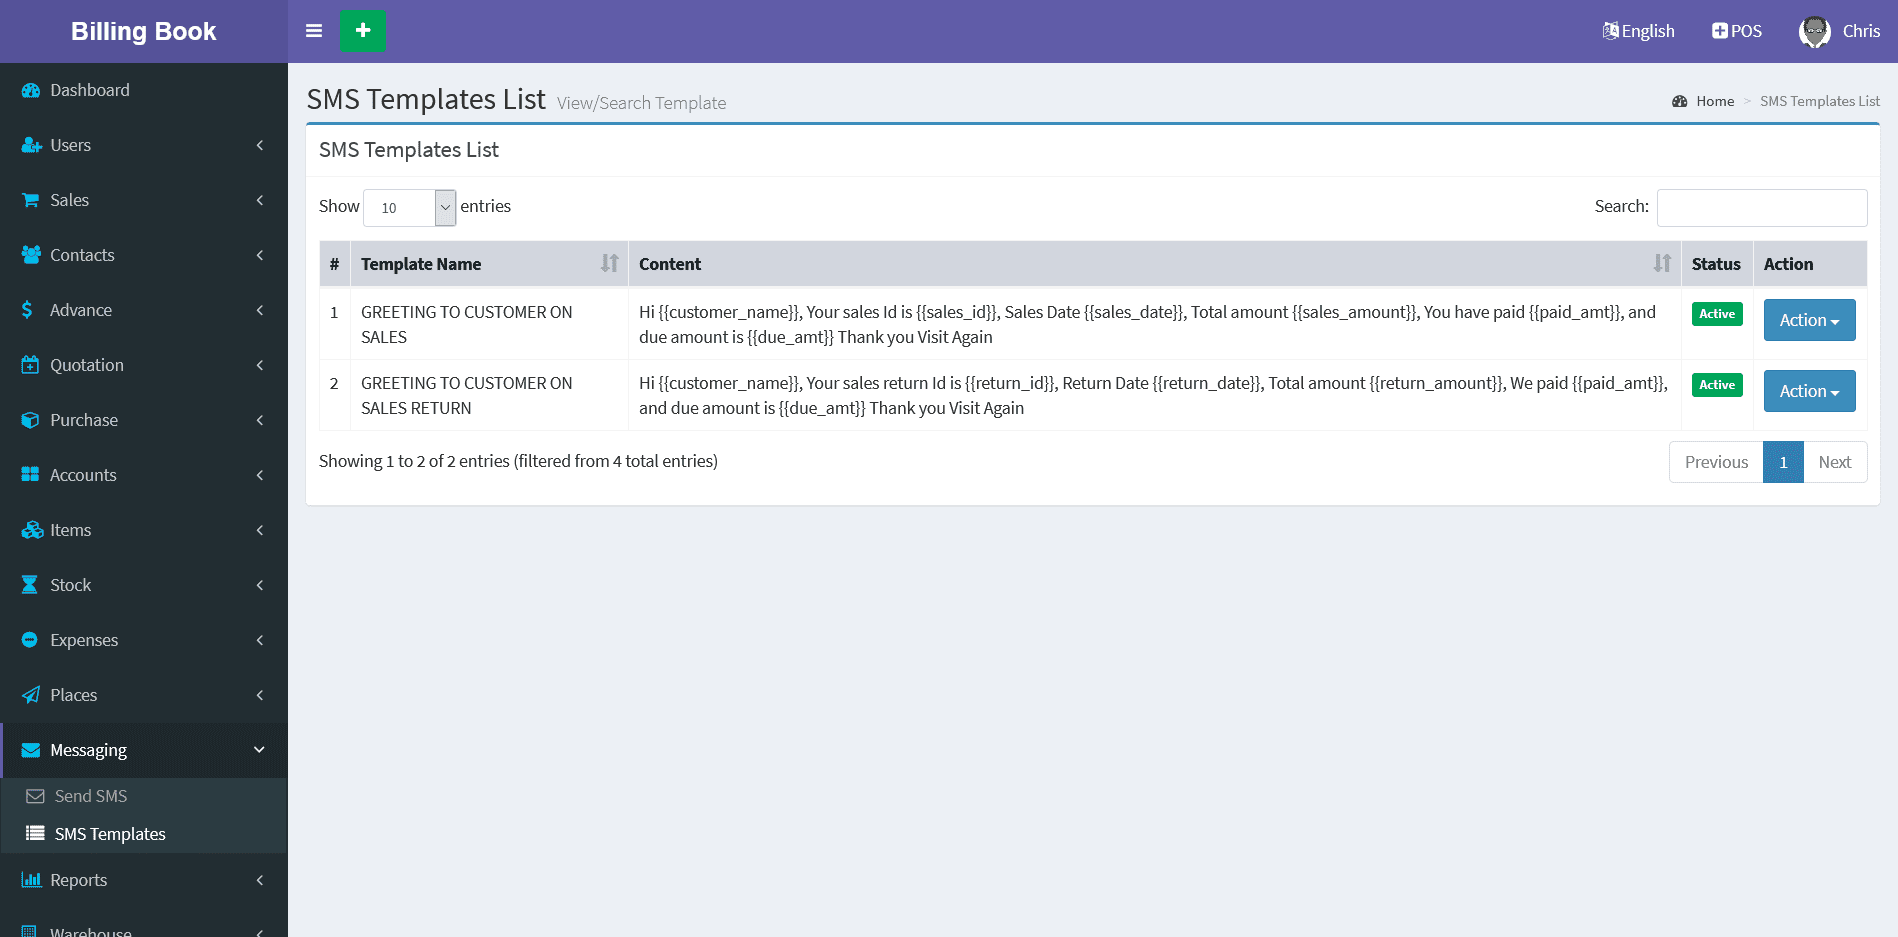 Billing Book
English
POS
Chris
Dashboard
Users
Sales
Contacts
Advance
Quotation
Purchase
Accounts
Items
Stock
Expenses
Places
Messaging
Send SMS
SMS Templates
Reports
Warehouse
SMS Templates List View/Search Template
Home > SMS Templates List
SMS Templates List
Show 10 entries
Search:
# Template Name Content Status Action
1 GREETING TO CUSTOMER ON Hi {{customer_name}}, Your sales Id is {{sales_id}}, Sales Date {{sales_date}}, Total amount {{sales_amount}}, You have paid {{paid_amt}}, and Active Action
SALES due amount is {{due_amt}} Thank you Visit Again
2 GREETING TO CUSTOMER ON Hi {{customer_name}}, Your sales return Id is {{return_id}}, Return Date {{return_date}}, Total amount {{return_amount}}, We paid {{paid_amt}}, Active Action
SALES RETURN and due amount is {{due_amt}} Thank you Visit Again
Showing 1 to 2 of 2 entries (filtered from 4 total entries)
Previous 1 Next